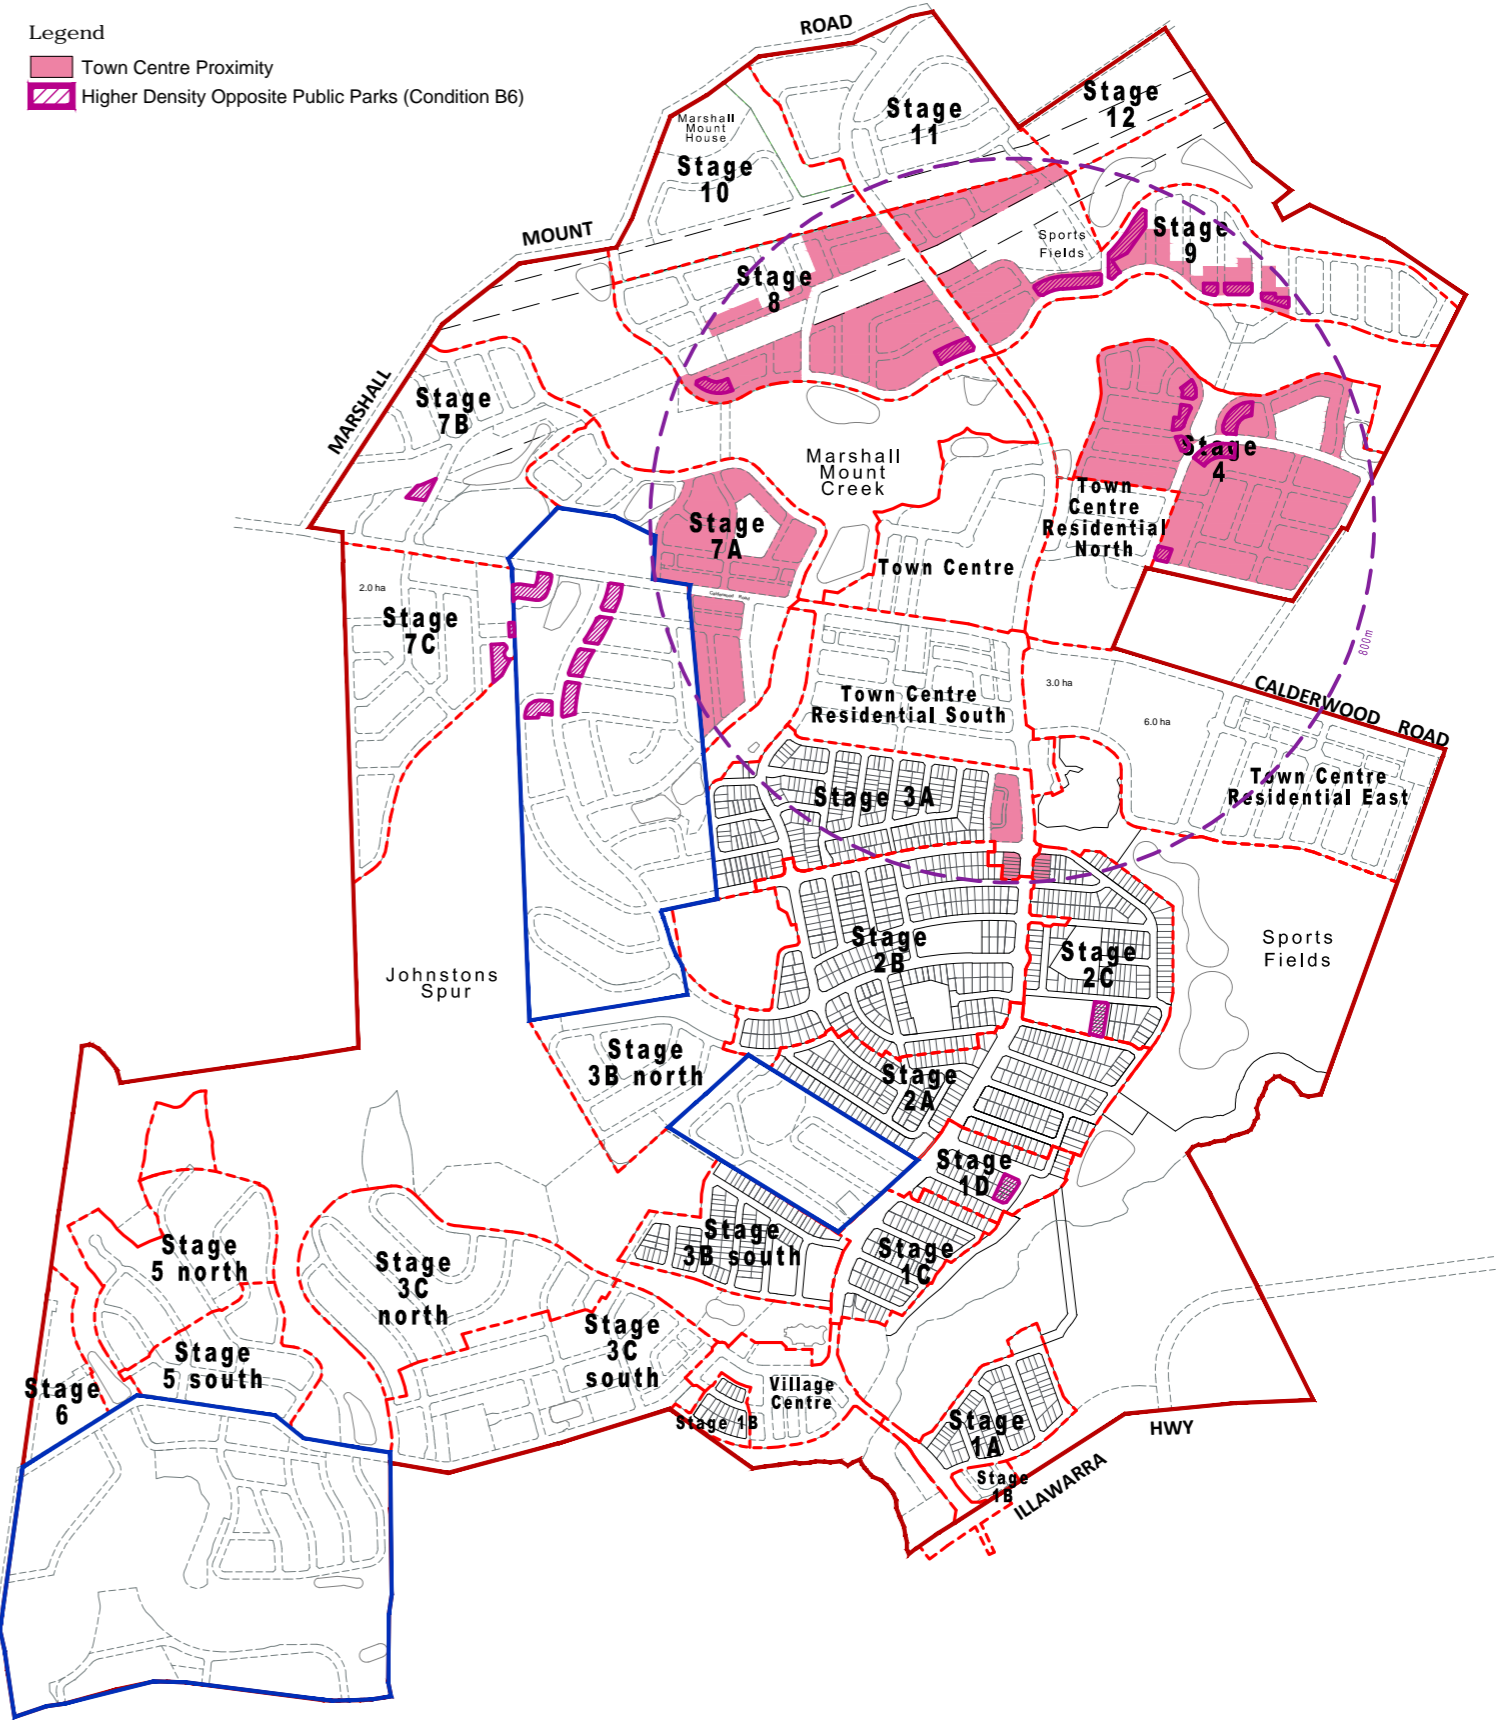 Legend
Town Centre Proximity
Higher Density Opposite Public Parks (Condition B6)
ROAD
Stage
12
Stage
11
Marshall
Mount
House
Stage
10
MOUNT
Stage
9
Sports
Fields
Stage
8
MARSHALL
Stage
7B
Marshall
Mount
Creek
Stage
4
Town
Centre
Residential
North
Stage
7A
Town Centre
2.0 ha
Calderwood Road
Stage
7C
800m
3.0 ha
6.0 ha
CALDERWOOD ROAD
Town Centre
Residential South
Town Centre
Residential East
Stage 3A
Stage
2B
Stage
2C
Sports
Fields
Johnstons
Spur
Stage
3B north
Stage
2A
Stage
1D
Stage
3B south
Stage
1C
Stage
5 north
Stage
3C
north
Stage
3C
south
Stage
5 south
Stage
6
Village
Centre
Stage 1B
Stage
1A
HWY
Stage
1B
ILLAWARRA